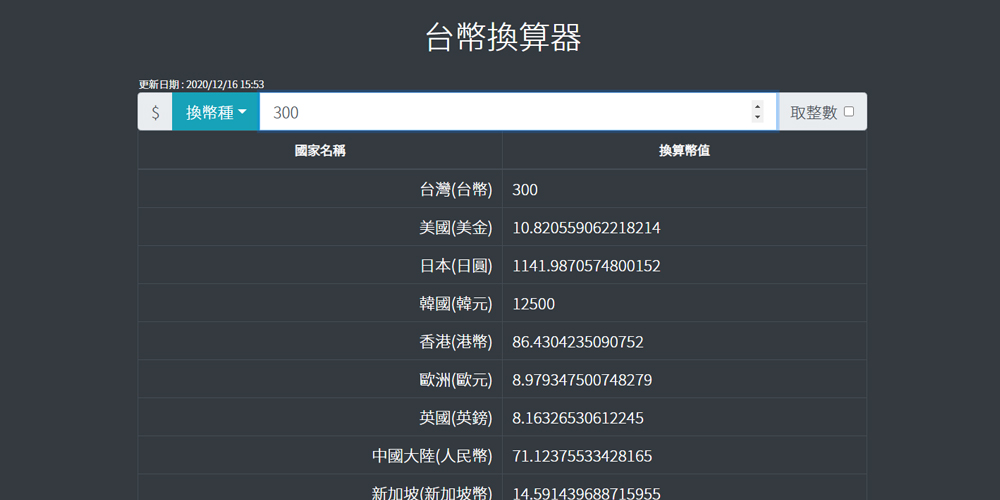 台幣換算器
更新日期 : 2020/12/16 15:53
$ 換幣種 300 取整數
國家名稱 換算幣值
台灣(台幣) 300
美國(美金) 10.820559062218214
日本(日圓) 1141.9870574800152
韓國(韓元) 12500
香港(港幣) 86.4304235090752
歐洲(歐元) 8.979347500748279
英國(英鎊) 8.16326530612245
中國大陸(人民幣) 71.12375533428165
新加坡(新加坡幣) 14.591439688715955